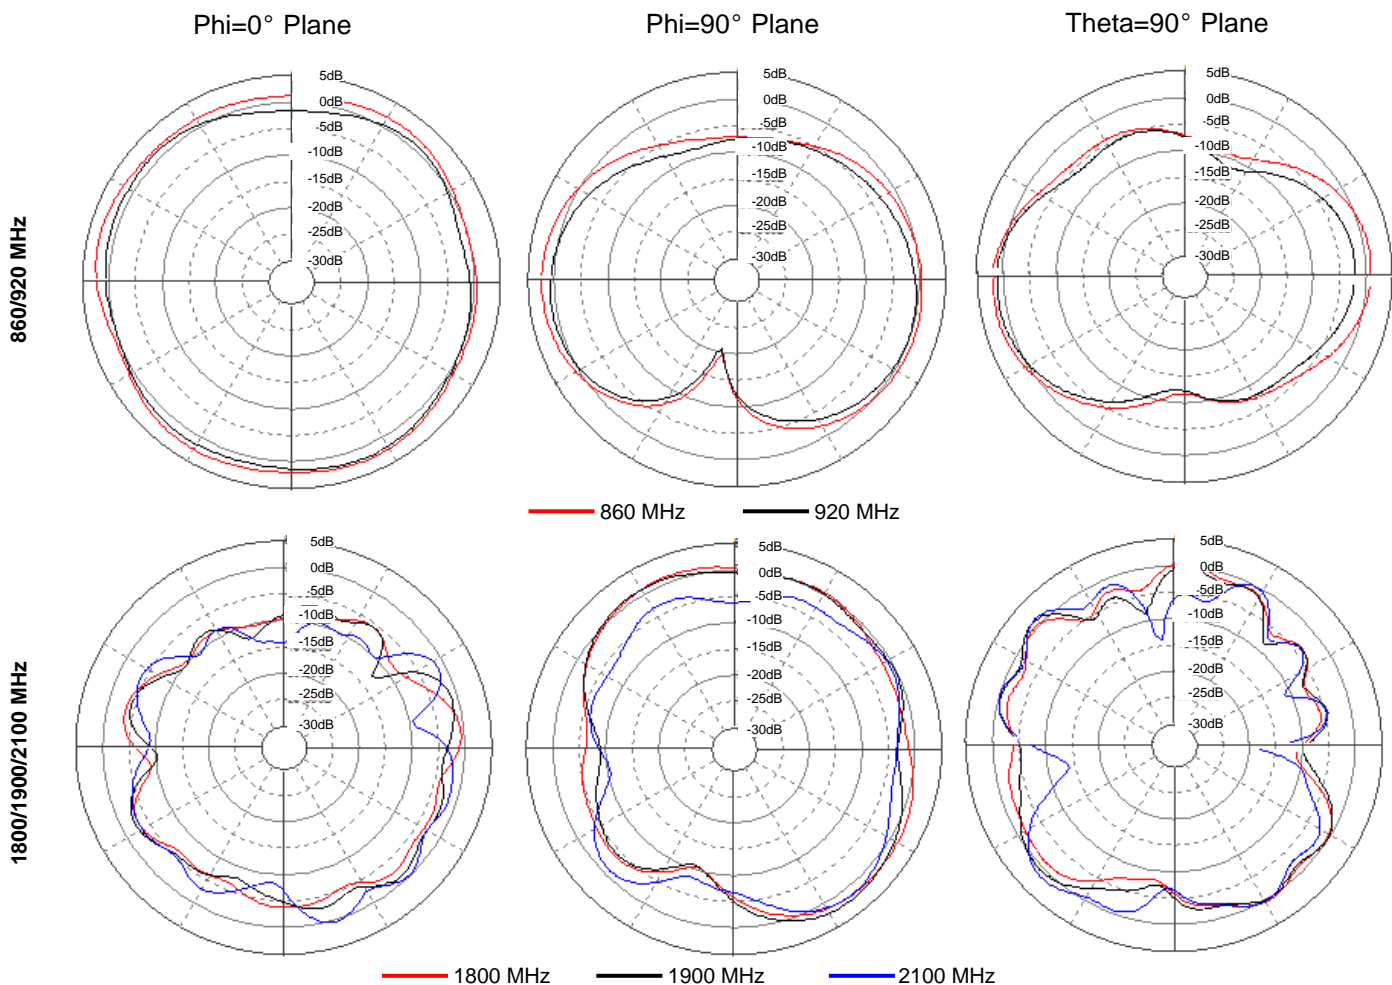 Phi=0° Plane
Phi=90° Plane
Theta=90° Plane
860/920 MHz
5dB
0dB
-5dB
-10dB
-15dB
-20dB
-25dB
-30dB
5dB
0dB
-5dB
-10dB
-15dB
-20dB
-25dB
-30dB
5dB
0dB
-5dB
-10dB
-15dB
-20dB
-25dB
-30dB
860 MHz
920 MHz
1800/1900/2100 MHz
5dB
0dB
-5dB
-10dB
-15dB
-20dB
-25dB
-30dB
5dB
0dB
-5dB
-10dB
-15dB
-20dB
-25dB
-30dB
5dB
0dB
-5dB
-10dB
-15dB
-20dB
-25dB
-30dB
1800 MHz
1900 MHz
2100 MHz